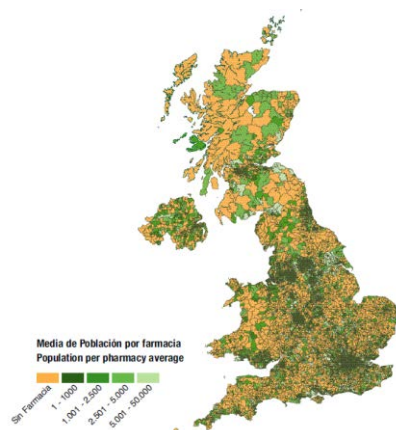 Media de Población por farmacia
Population per pharmacy average
Sin Farmacia
1 - 1000
1.001 - 2.500
2.501 - 5.000
5.001 - 50.000